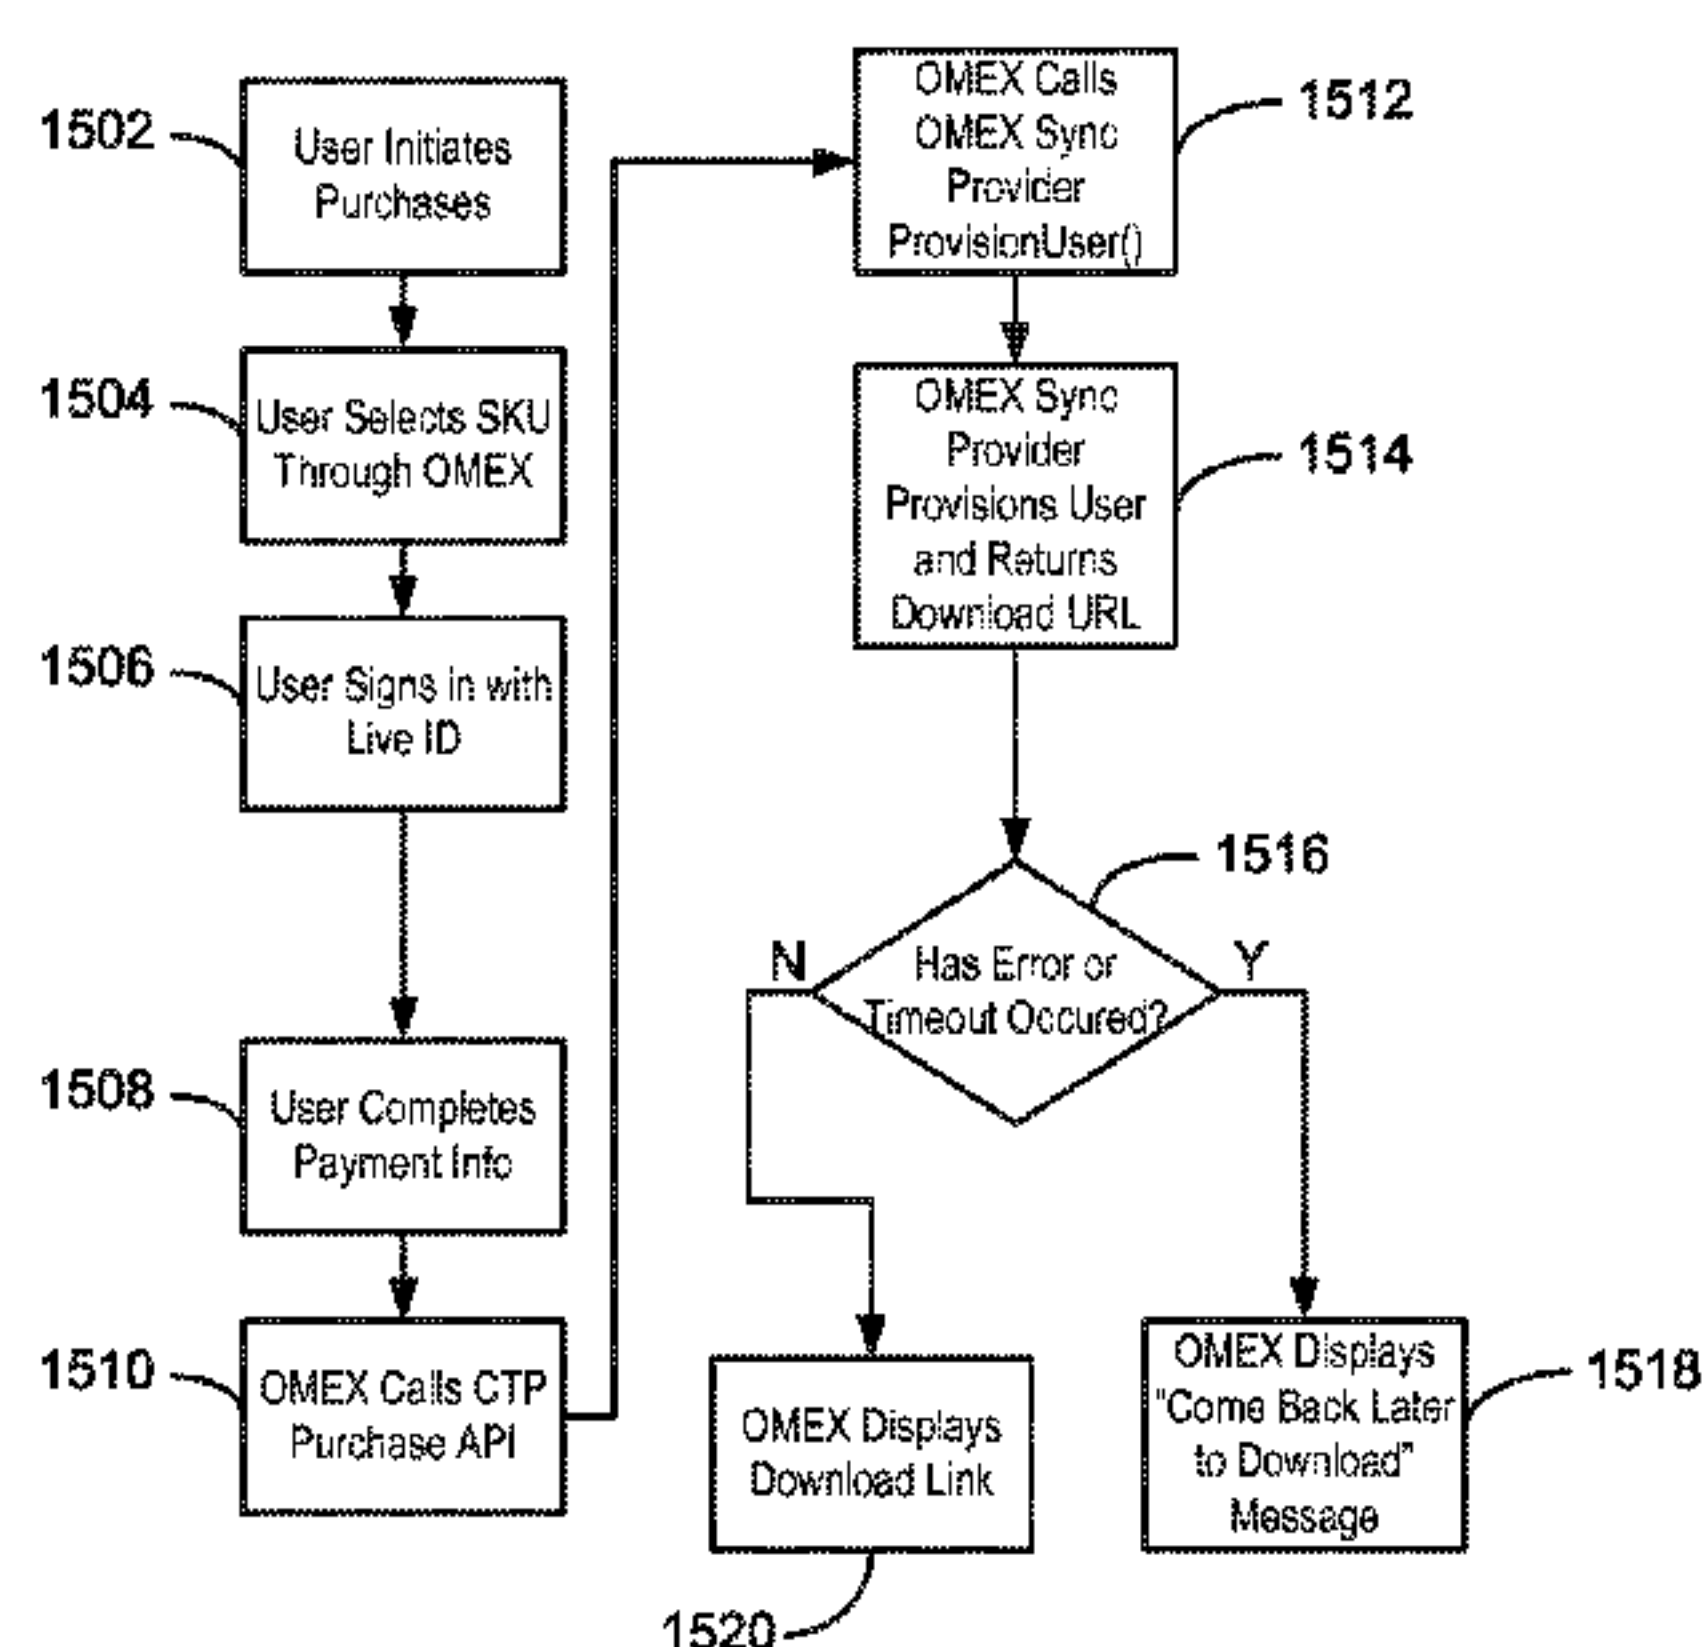 1502
User Initiates
Purchases
1504
User Selects SKU
Through OMEX
1506
User Signs in with
Live ID
1508
User Completes
Payment Info
1510
OMEX Calls CTP
Purchase API
OMEX Calls
OMEX Sync
Provider
ProvisionUser()
1512
OMEX Sync
Provider
Provisions User
and Returns
Download URL
1514
1516
N
Has Error or
Timeout Occured?
Y
OMEX Displays
Download Link
1520
OMEX Displays
"Come Back Later
to Download"
Message
1518